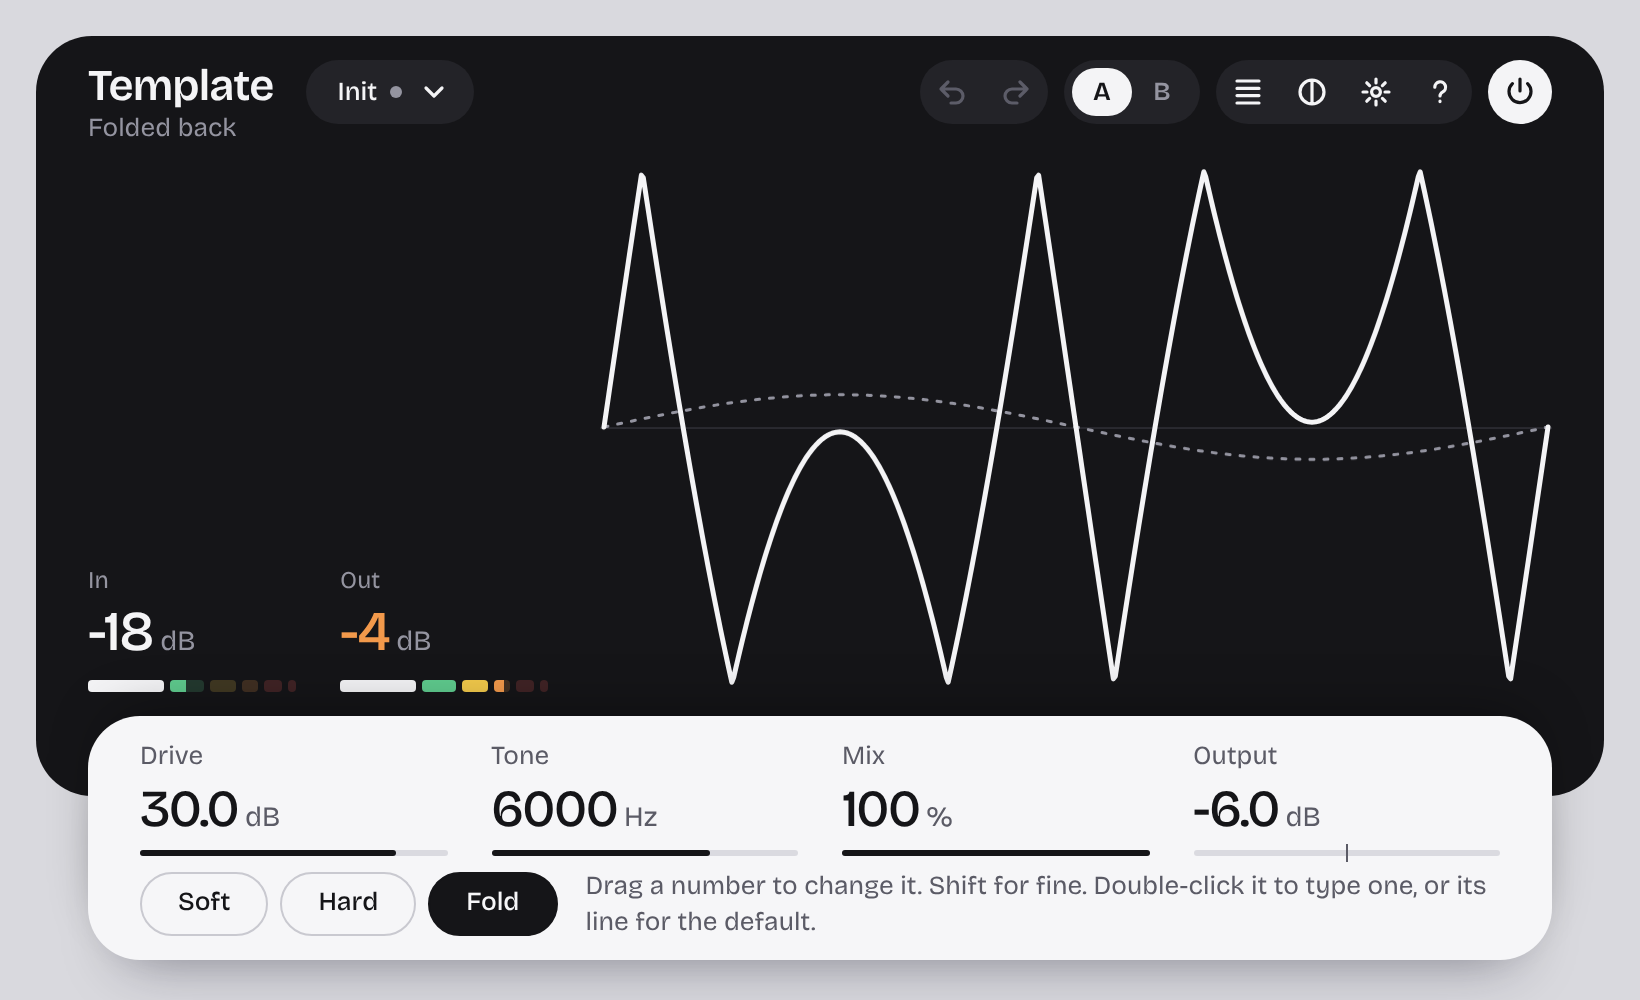 Template
Init
A
B
?
Folded back
In
Out
-18 dB
-4 dB
Drive
Tone
Mix
Output
30.0 dB
6000 Hz
100 %
-6.0 dB
Soft
Hard
Fold
Drag a number to change it. Shift for fine. Double-click it to type one, or its
line for the default.